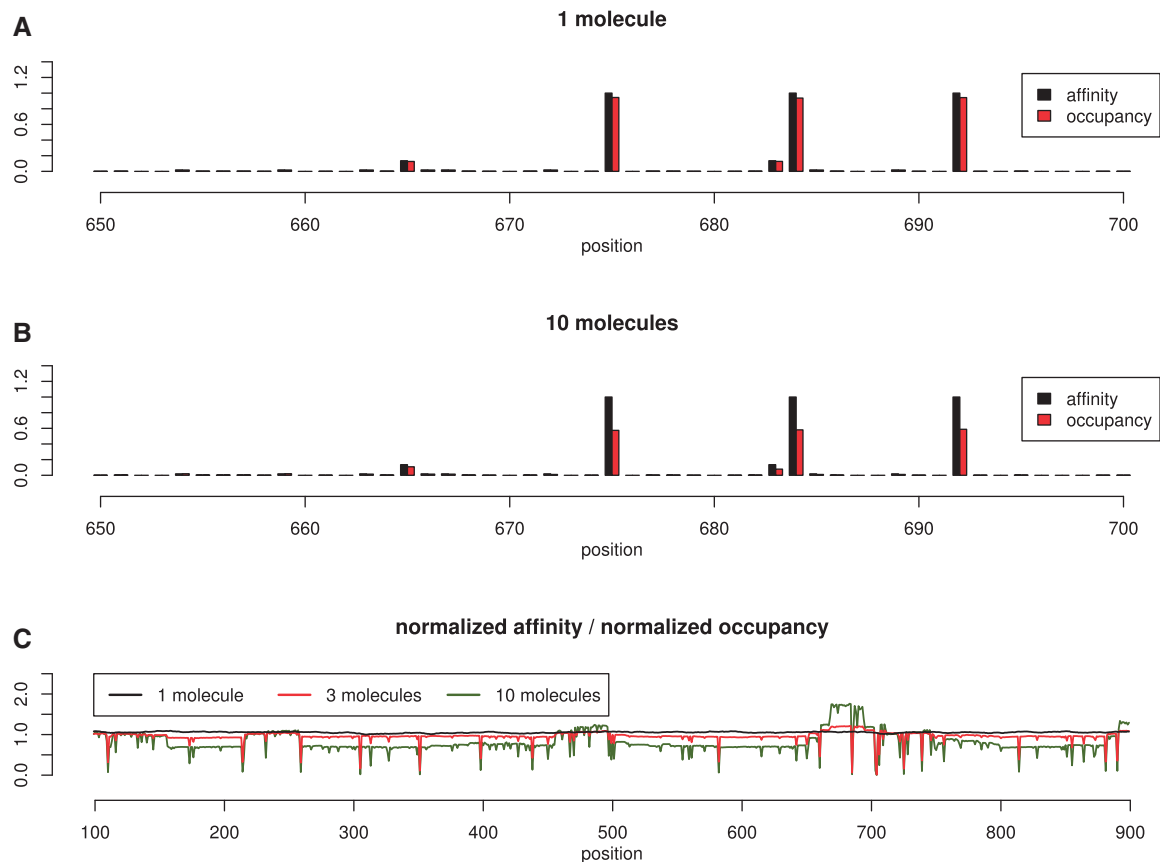 A
1 molecule
1.2
0.6
0.0
affinity
occupancy
650 660 670 680 690 700
position
B
10 molecules
1.2
0.6
0.0
affinity
occupancy
650 660 670 680 690 700
position
C
normalized affinity / normalized occupancy
2.0
1.0
0.0
1 molecule 3 molecules 10 molecules
100 200 300 400 500 600 700 800 900
position